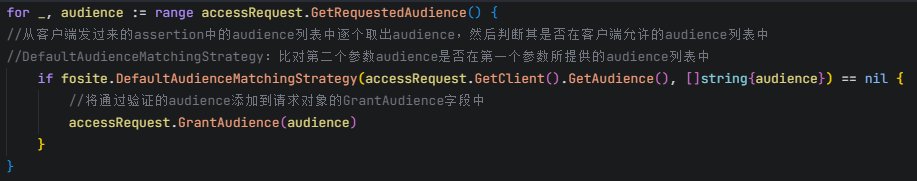 for _, audience := range accessRequest.GetRequestedAudience() {
//从客户端发过来的assertion中的audience列表中逐个取出audience，然后判断其是否在客户端允许的audience列表中
//DefaultAudienceMatchingStrategy：比对第二个参数audience是否在第一个参数所提供的audience列表中
if fosite.DefaultAudienceMatchingStrategy(accessRequest.GetClient().GetAudience(), []string{audience}) == nil {
//将通过验证的audience添加到请求对象的GrantAudience字段中
accessRequest.GrantAudience(audience)
}
}